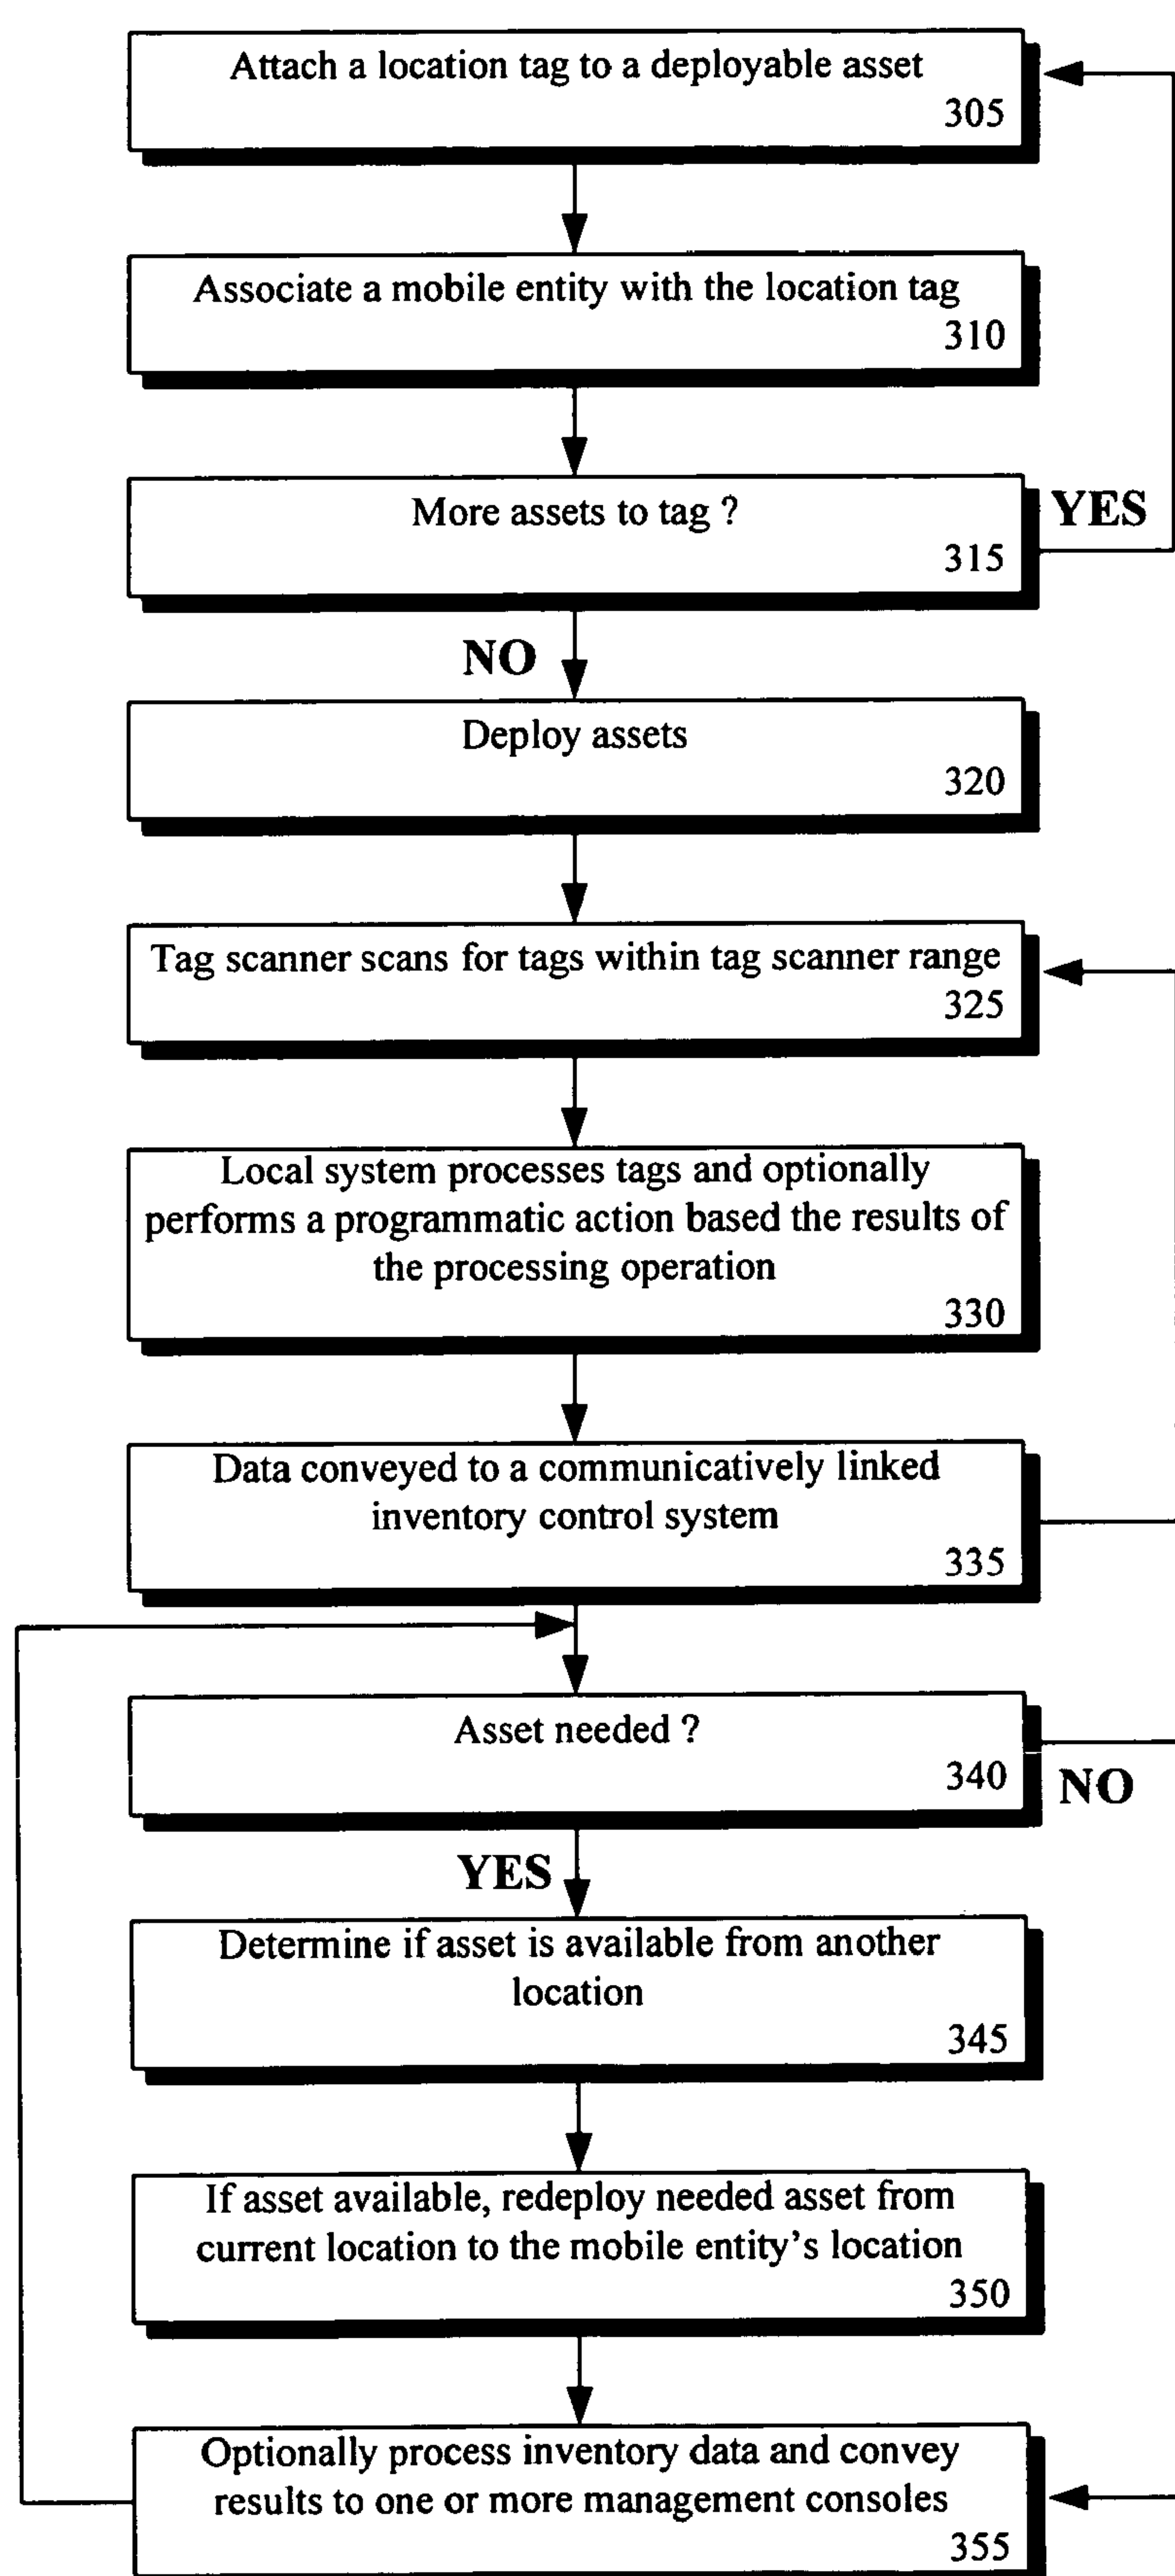 Attach a location tag to a deployable asset
305
Associate a mobile entity with the location tag
310
More assets to tag ?
315
YES
NO
Deploy assets
320
Tag scanner scans for tags within tag scanner range
325
Local system processes tags and optionally
performs a programmatic action based the results of
the processing operation
330
Data conveyed to a communicatively linked
inventory control system
335
Asset needed ?
340
NO
YES
Determine if asset is available from another
location
345
If asset available, redeploy needed asset from
current location to the mobile entity's location
350
Optionally process inventory data and convey
results to one or more management consoles
355